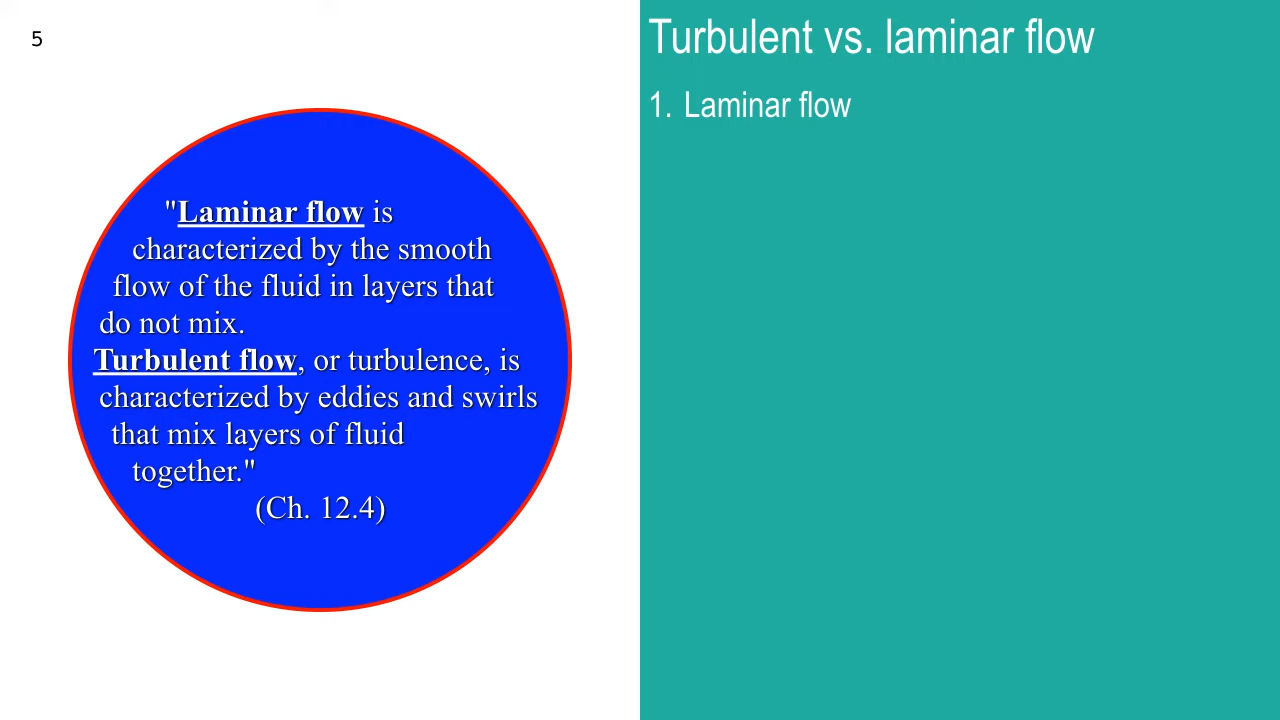 5
"Laminar flow is
characterized by the smooth
flow of the fluid in layers that
do not mix.
Turbulent flow, or turbulence, is
characterized by eddies and swirls
that mix layers of fluid
together."
(Ch. 12.4)
Turbulent vs. laminar flow
1. Laminar flow